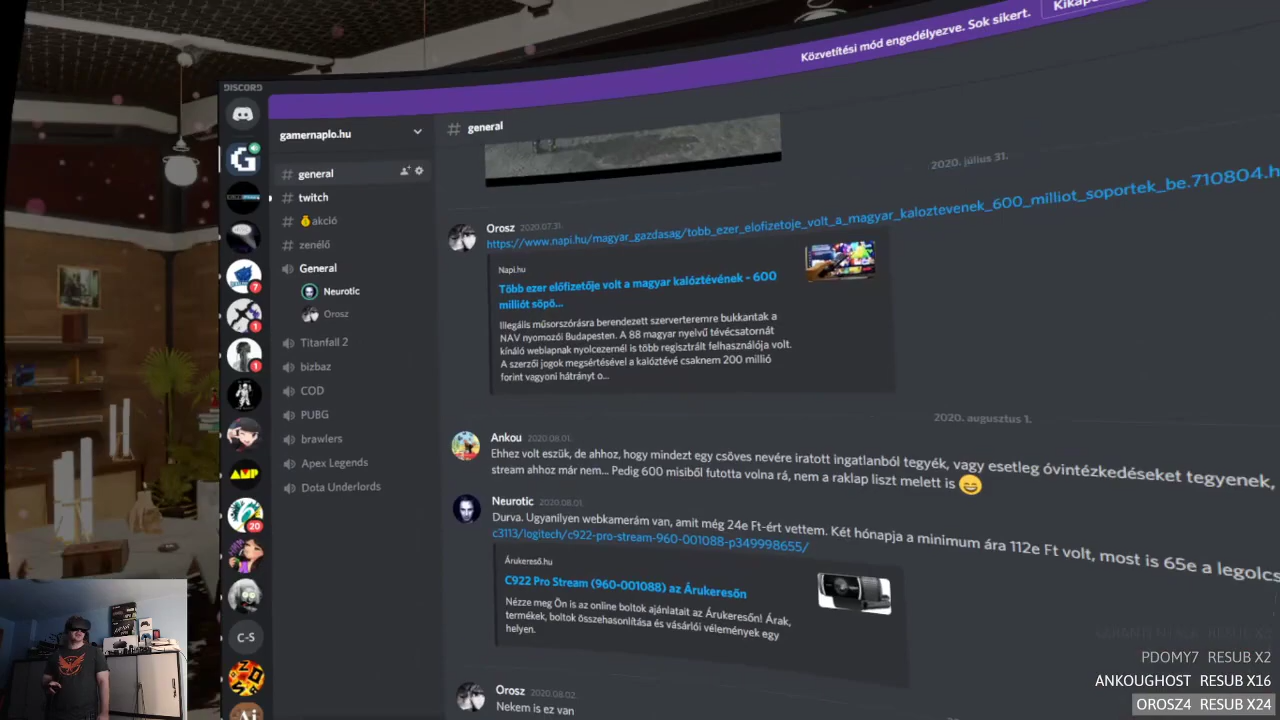 Közvetítési mód engedélyezve. Sok sikert.
DISCORD
gamernaplo.hu
# general
# general
# twitch
# 💰akció
# zenélő
General
Neurotic
Orosz
Titanfall 2
bizbaz
COD
PUBG
brawlers
Apex Legends
Dota Underlords
7
1
1
AMP
20
C-S
Ai
2020. július 31.
Orosz 2020.07.31.
https://www.napi.hu/magyar_gazdasag/tobb_ezer_elofizetoje_volt_a_magyar_kaloztevenek_600_milliot_soportek_be.710804.h
Napi.hu
Több ezer előfizetője volt a magyar kalóztévének - 600
milliót söpö...
Illegális műsorszórásra berendezett szerverteremre bukkantak a
NAV nyomozói Budapesten. A 88 magyar nyelvű tévécsatornát
kínáló weblapnak nyolcezernél is több regisztrált felhasználója volt.
A szerzői jogok megsértésével a kalóztévé csaknem 200 millió
forint vagyoni hátrányt o...
2020. augusztus 1.
Ankou 2020.08.01.
Ehhez volt eszük, de ahhoz, hogy mindezt egy csöves nevére iratott ingatlanból tegyék, vagy esetleg óvintézkedéseket tegyenek,
stream ahhoz már nem... Pedig 600 misiből futotta volna rá, nem a raklap liszt melett is 😄
Neurotic 2020.08.01.
Durva. Ugyanilyen webkamerám van, amit még 24e Ft-ért vettem. Két hónapja a minimum ára 112e Ft volt, most is 65e a legolcs
c3113/logitech/c922-pro-stream-960-001088-p349998655/
Árukereső.hu
C922 Pro Stream (960-001088) az Árukeresőn
Nézze meg Ön is az online boltok ajánlatait az Árukeresőn! Árak,
termékek, boltok összehasonlítása és vásárlói vélemények egy
helyen.
Orosz 2020.08.02.
Nekem is ez van
PDOMY7 RESUB X2
ANKOUGHOST RESUB X16
OROSZ4 RESUB X24